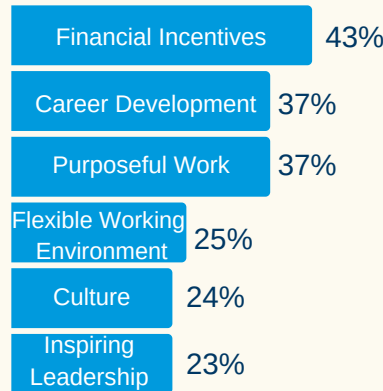 Financial Incentives 43%
Career Development 37%
Purposeful Work 37%
Flexible Working
Environment 25%
Culture 24%
Inspiring
Leadership 23%